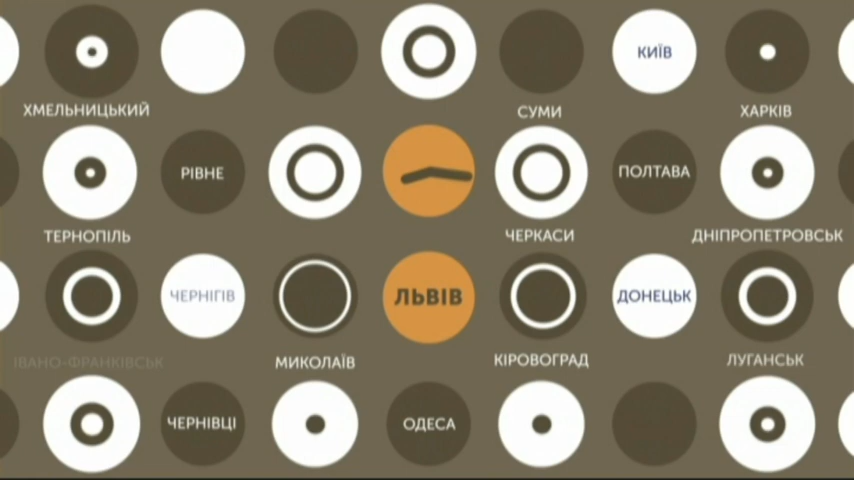 КИЇВ
ХМЕЛЬНИЦЬКИЙ
СУМИ
ХАРКІВ
РІВНЕ
ПОЛТАВА
ТЕРНОПІЛЬ
ЧЕРКАСИ
ДНІПРОПЕТРОВСЬК
ЧЕРНІГІВ
ЛЬВІВ
ДОНЕЦЬК
ІВАНО-ФРАНКІВСЬК
МИКОЛАЇВ
КІРОВОГРАД
ЛУГАНСЬК
ЧЕРНІВЦІ
ОДЕСА